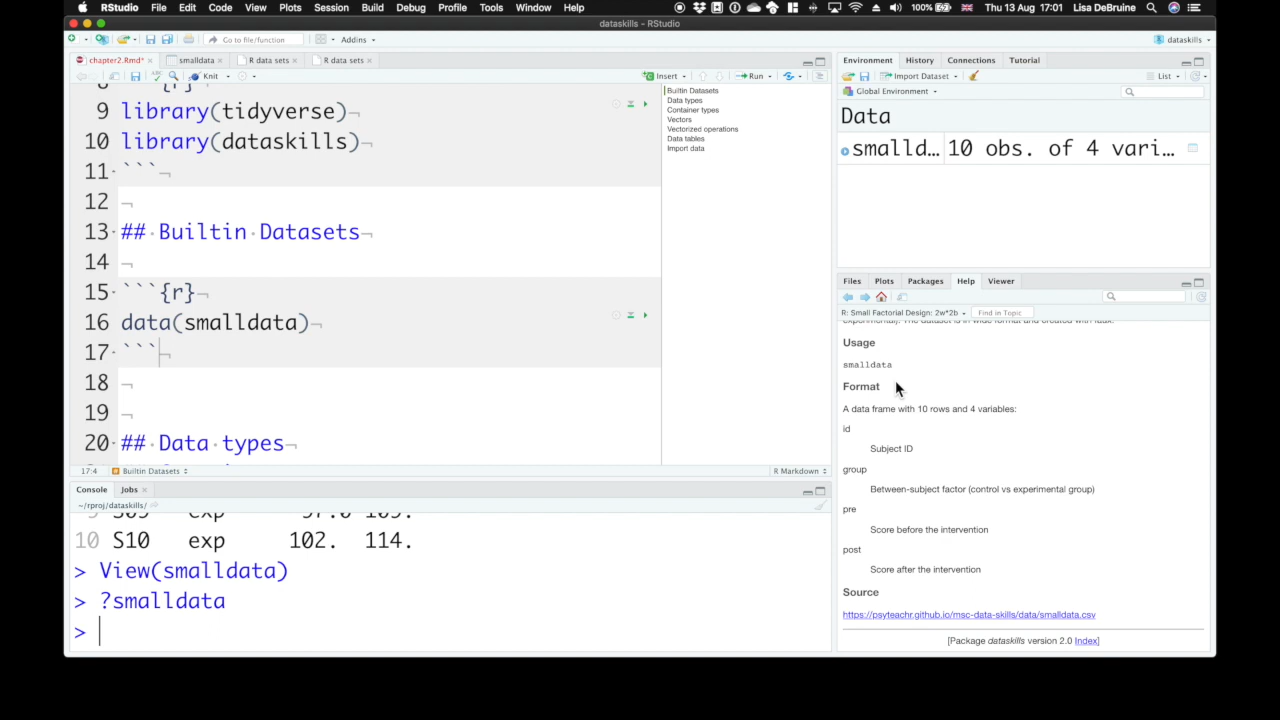 RStudio File Edit Code View Plots Session Build Debug Profile Tools Window Help 100% Thu 13 Aug 17:01 Lisa DeBruine
dataskills - RStudio
Go to file/function Addins dataskills
chapter2.Rmd* smalldata R data sets R data sets
Knit Insert Run
9 library(tidyverse)¬
10 library(dataskills)¬
11 ```¬
12 ¬
13 ##·Builtin·Datasets¬
14 ¬
15 ```{r}¬
16 data(smalldata)¬
17 ```¬
18 ¬
19 ¬
20 ##·Data·types¬
Builtin Datasets
Data types
Container types
Vectors
Vectorized operations
Data tables
Import data
17:4 Builtin Datasets R Markdown
Console Jobs
~/rproj/dataskills/
9 S09 exp 97.6 109.
10 S10 exp 102. 114.
> View(smalldata)
> ?smalldata
>
Environment History Connections Tutorial
Import Dataset List
Global Environment
Data
smalld… 10 obs. of 4 vari…
Files Plots Packages Help Viewer
R: Small Factorial Design: 2w*2b Find in Topic
Usage
smalldata
Format
A data frame with 10 rows and 4 variables:
id
Subject ID
group
Between-subject factor (control vs experimental group)
pre
Score before the intervention
post
Score after the intervention
Source
https://psyteachr.github.io/msc-data-skills/data/smalldata.csv
[Package dataskills version 2.0 Index]